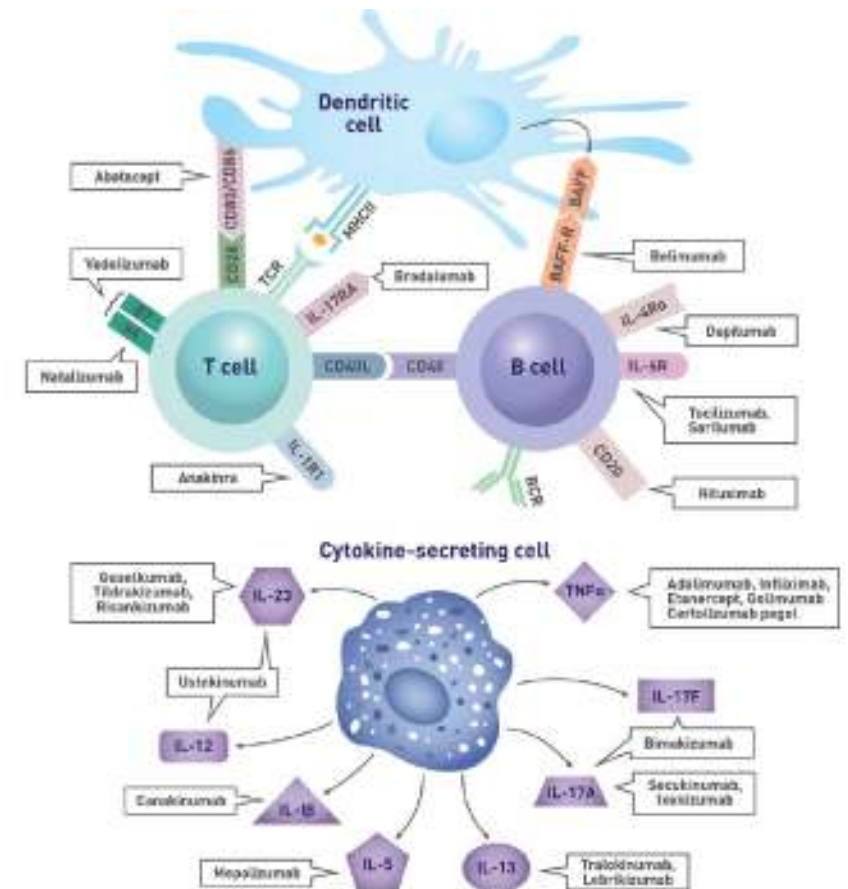 Dendritic
cell
Abatacept
CD80/CD86
CD28
TCR
MHCII
BAFF
BAFF-R
Belimumab
Vedolizumab
Natalizumab
IL-17RA
Brodalumab
T cell
CD40L
CD40
B cell
IL-4Rα
Dupilumab
IL-6R
Tocilizumab,
Sarilumab
CD20
Rituximab
BCR
IL-1R1
Anakinra
Cytokine-secreting cell
Guselkumab,
Tildrakizumab,
Risankizumab
IL-23
Ustekinumab
IL-12
Canakinumab
IL-1β
Mepolizumab
IL-5
IL-13
Tralokinumab,
Lebrikizumab
TNFα
Adalimumab, Infliximab,
Etanercept, Golimumab
Certolizumab pegol
IL-17F
Bimekizumab
IL-17A
Secukinumab,
Ixekizumab